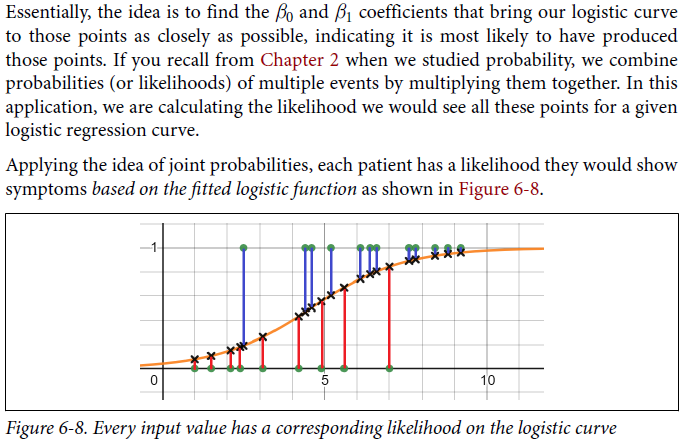 Essentially, the idea is to find the β0 and β1 coefficients that bring our logistic curve
to those points as closely as possible, indicating it is most likely to have produced
those points. If you recall from Chapter 2 when we studied probability, we combine
probabilities (or likelihoods) of multiple events by multiplying them together. In this
application, we are calculating the likelihood we would see all these points for a given
logistic regression curve.
Applying the idea of joint probabilities, each patient has a likelihood they would show
symptoms based on the fitted logistic function as shown in Figure 6-8.
1
0 5 10
Figure 6-8. Every input value has a corresponding likelihood on the logistic curve